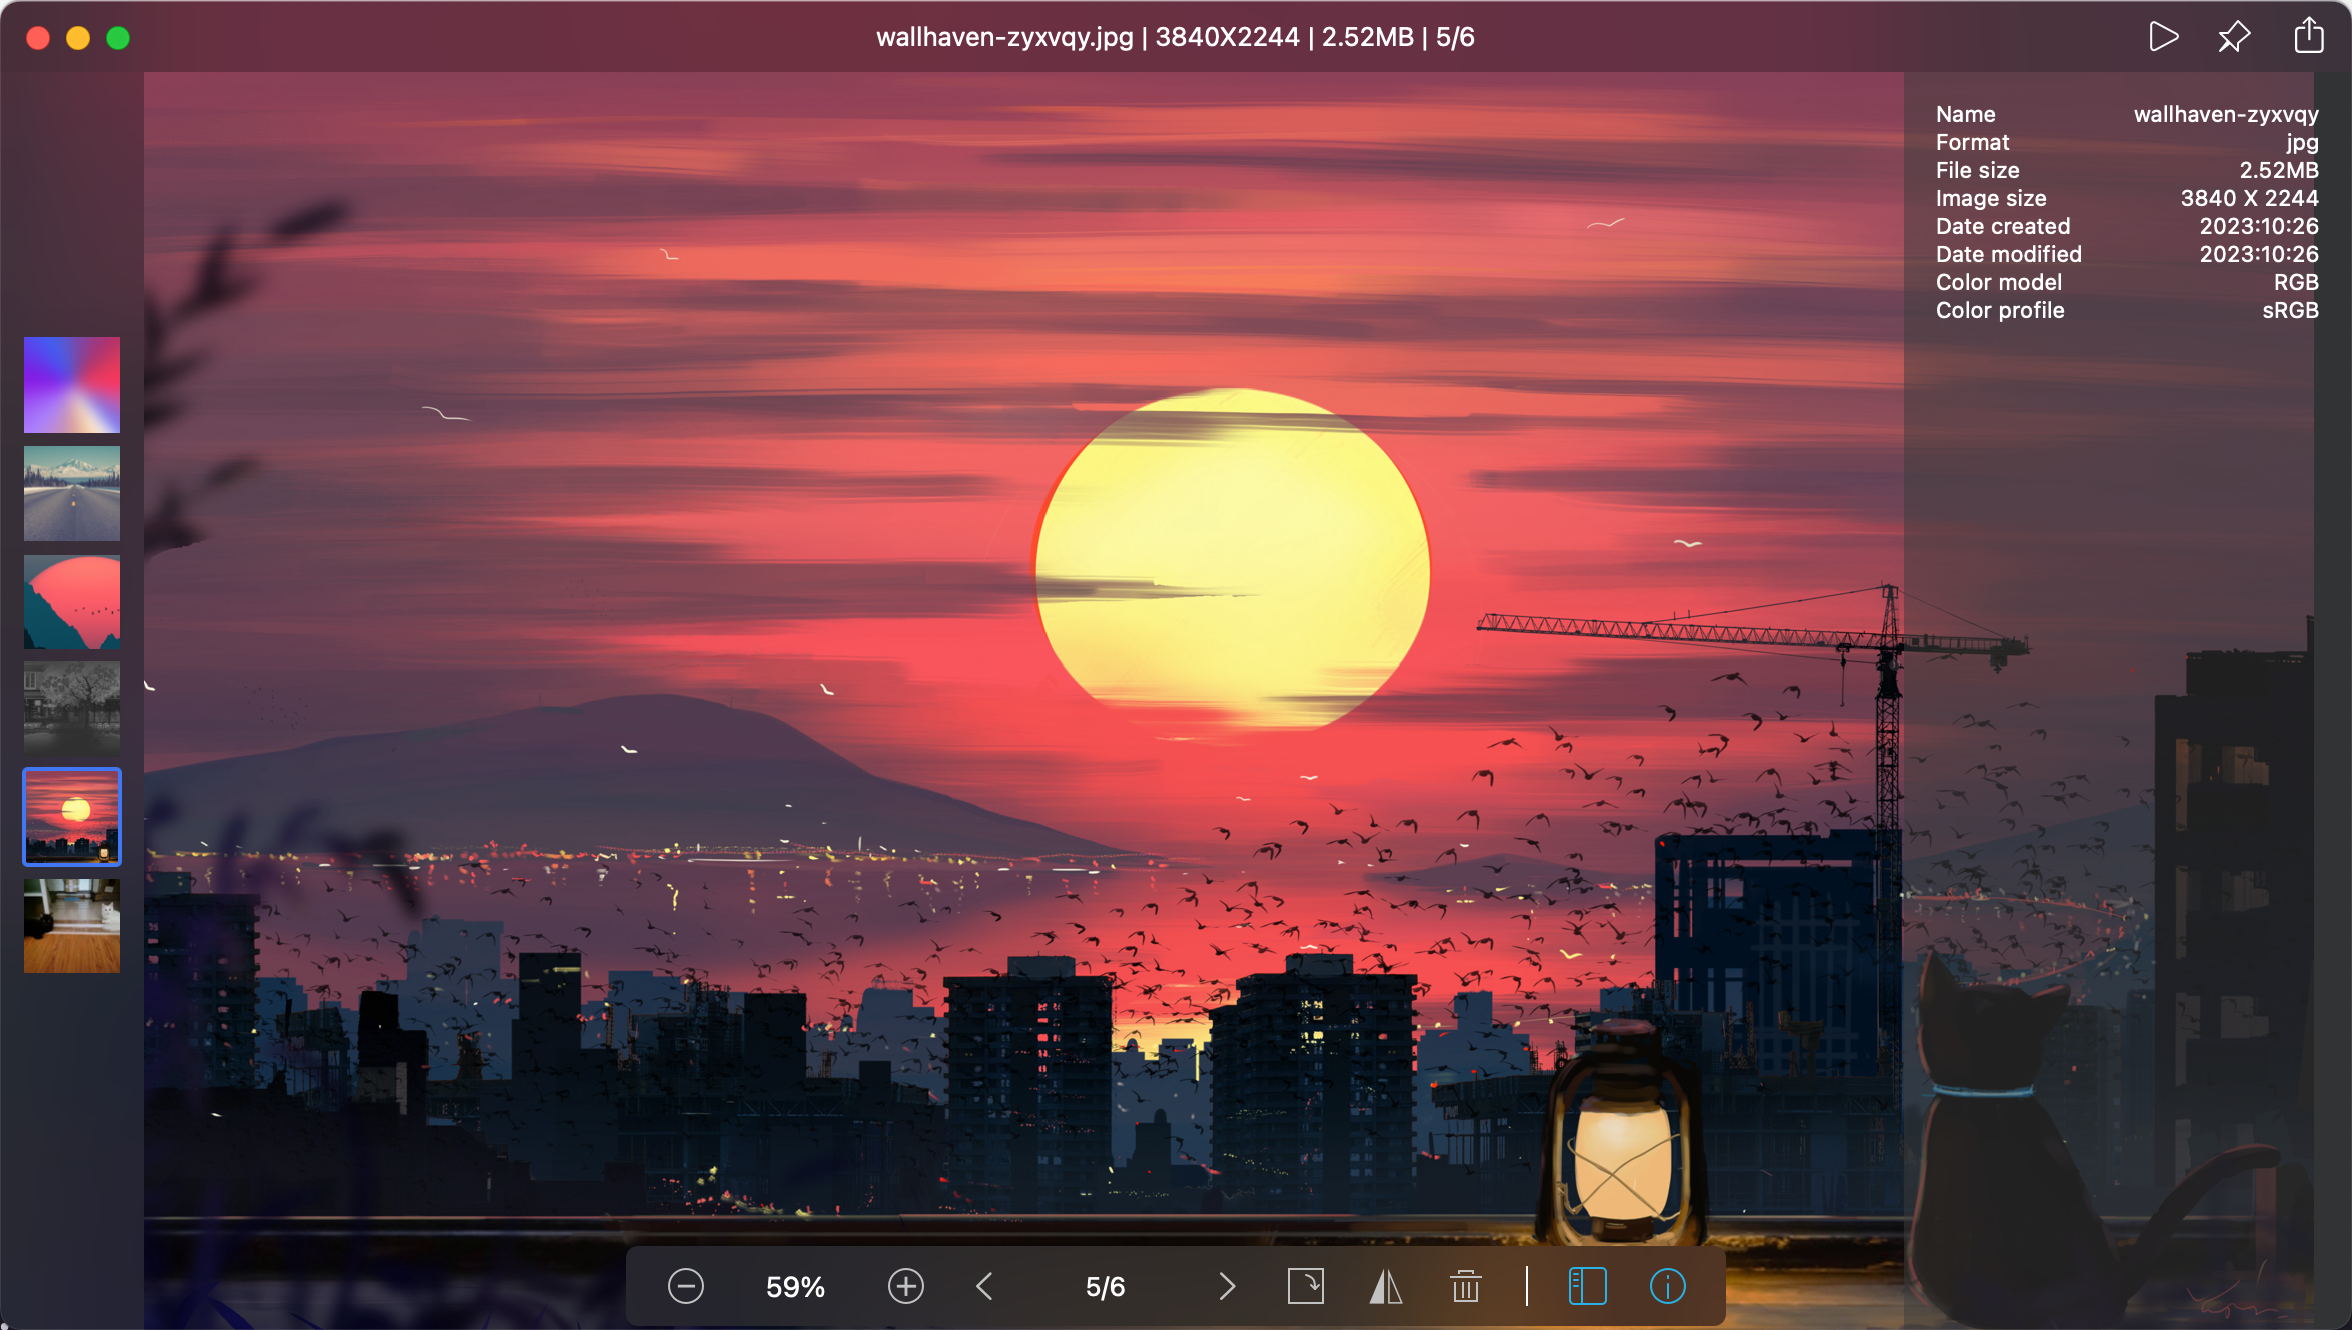 wallhaven-zyxvqy.jpg | 3840X2244 | 2.52MB | 5/6
Name wallhaven-zyxvqy
Format jpg
File size 2.52MB
Image size 3840 X 2244
Date created 2023:10:26
Date modified 2023:10:26
Color model RGB
Color profile sRGB
59% 5/6